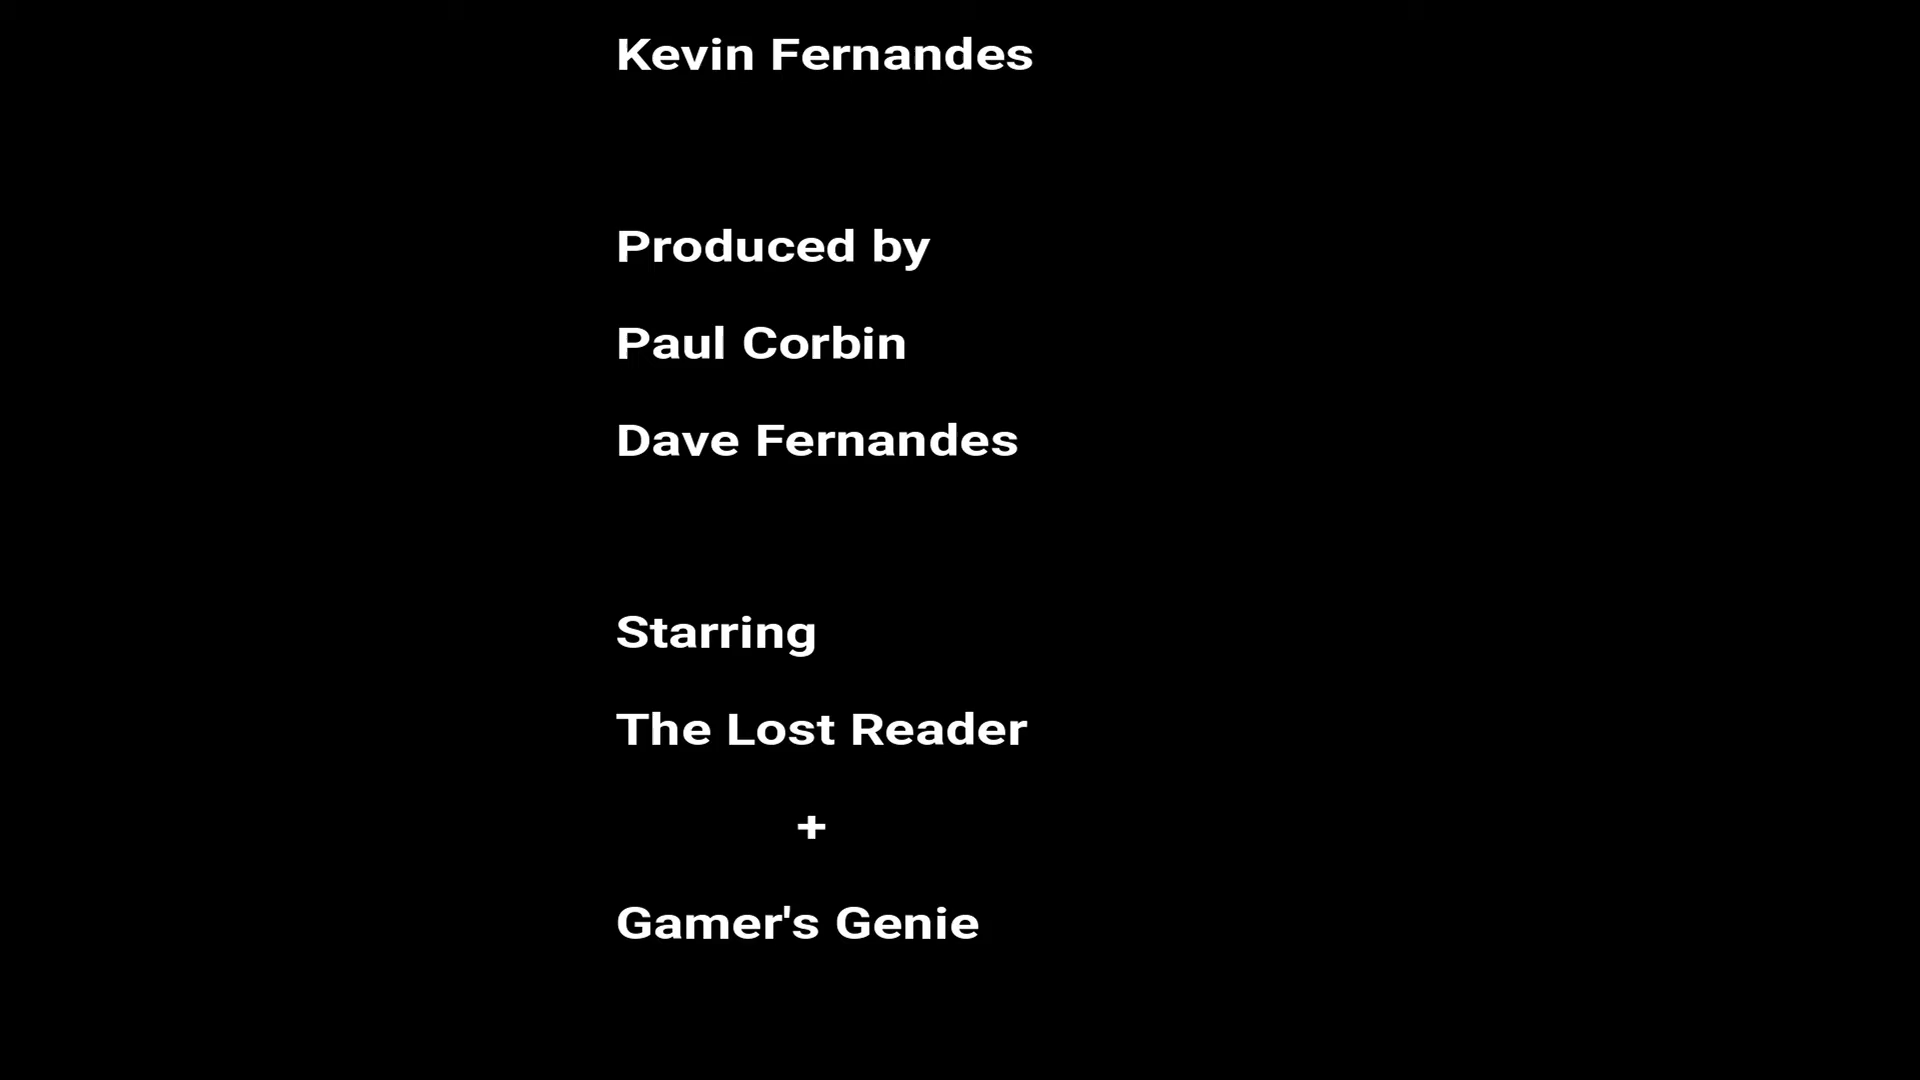 Kevin Fernandes
Produced by
Paul Corbin
Dave Fernandes
Starring
The Lost Reader
+
Gamer's Genie